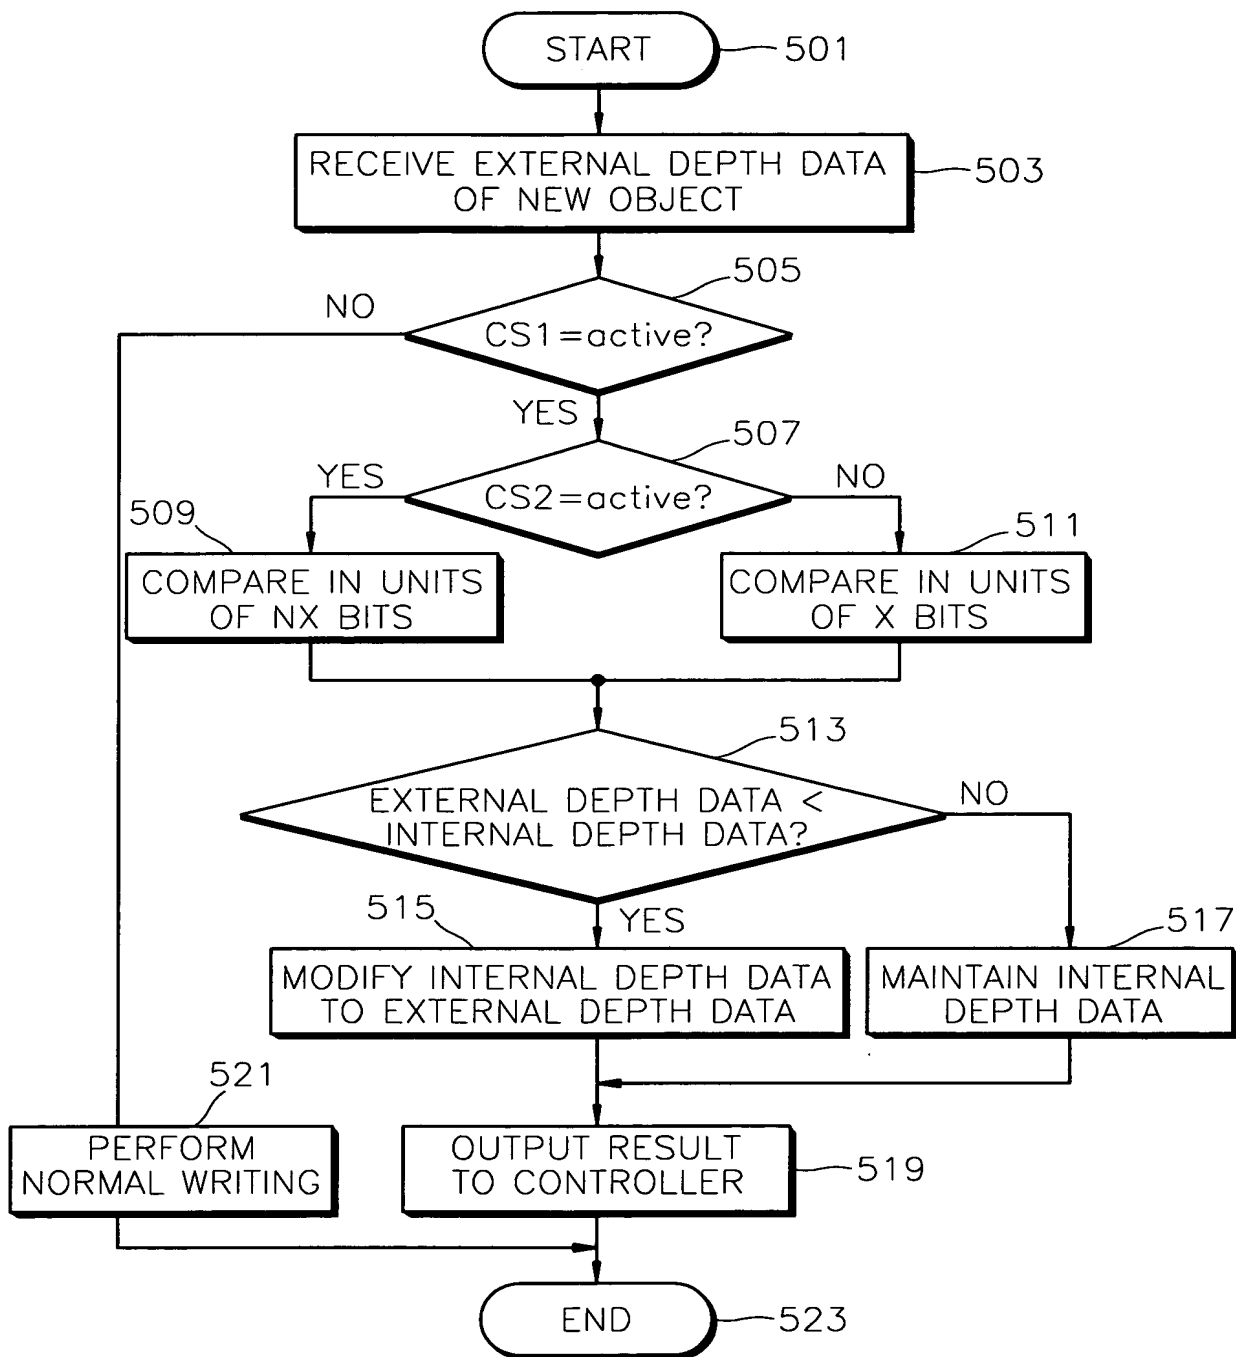 START
501
RECEIVE EXTERNAL DEPTH DATA
OF NEW OBJECT
503
505
NO
CS1=active?
YES
507
YES
CS2=active?
NO
509
511
COMPARE IN UNITS
OF NX BITS
COMPARE IN UNITS
OF X BITS
513
EXTERNAL DEPTH DATA <
INTERNAL DEPTH DATA?
NO
515
YES
517
MODIFY INTERNAL DEPTH DATA
TO EXTERNAL DEPTH DATA
MAINTAIN INTERNAL
DEPTH DATA
521
PERFORM
NORMAL WRITING
OUTPUT RESULT
TO CONTROLLER
519
END
523